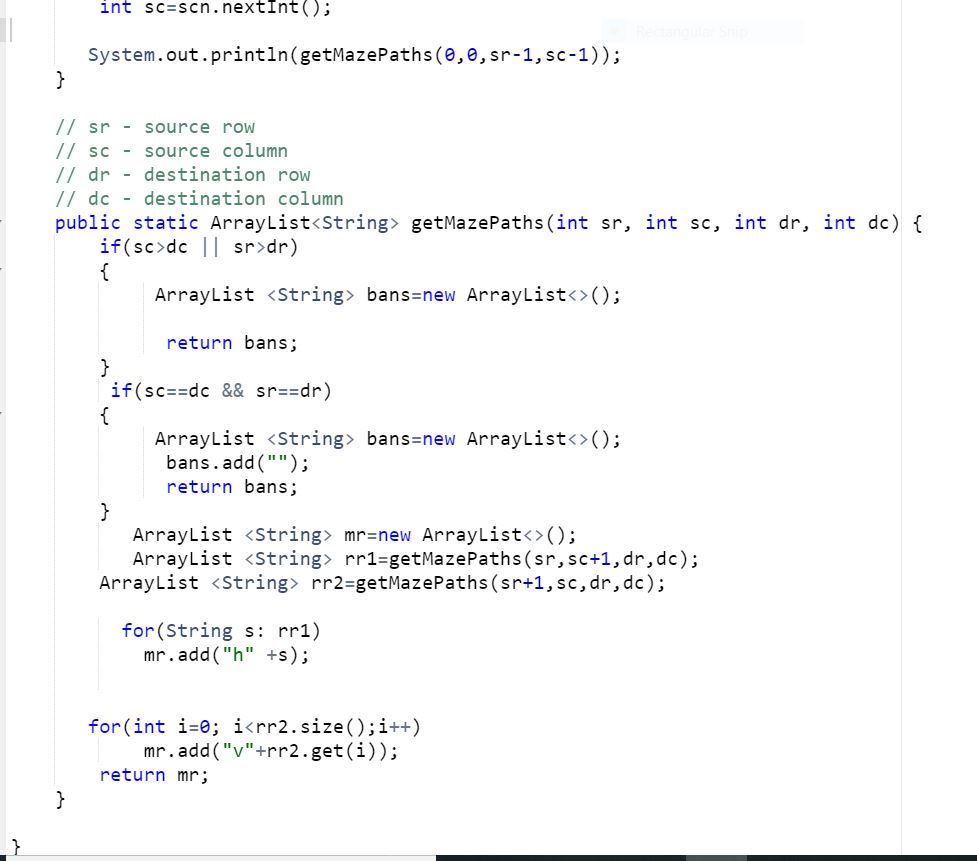 int sc=scn.nextInt();
Rectangular Snip
System.out.println(getMazePaths(0,0,sr-1,sc-1));
}
// sr - source row
// sc - source column
// dr - destination row
// dc - destination column
public static ArrayList<String> getMazePaths(int sr, int sc, int dr, int dc) {
if(sc>dc || sr>dr)
{
ArrayList <String> bans=new ArrayList<>();
return bans;
}
if(sc==dc && sr==dr)
{
ArrayList <String> bans=new ArrayList<>();
bans.add("");
return bans;
}
ArrayList <String> mr=new ArrayList<>();
ArrayList <String> rr1=getMazePaths(sr,sc+1,dr,dc);
ArrayList <String> rr2=getMazePaths(sr+1,sc,dr,dc);
for(String s: rr1)
mr.add("h" +s);
for(int i=0; i<rr2.size();i++)
mr.add("v"+rr2.get(i));
return mr;
}
}